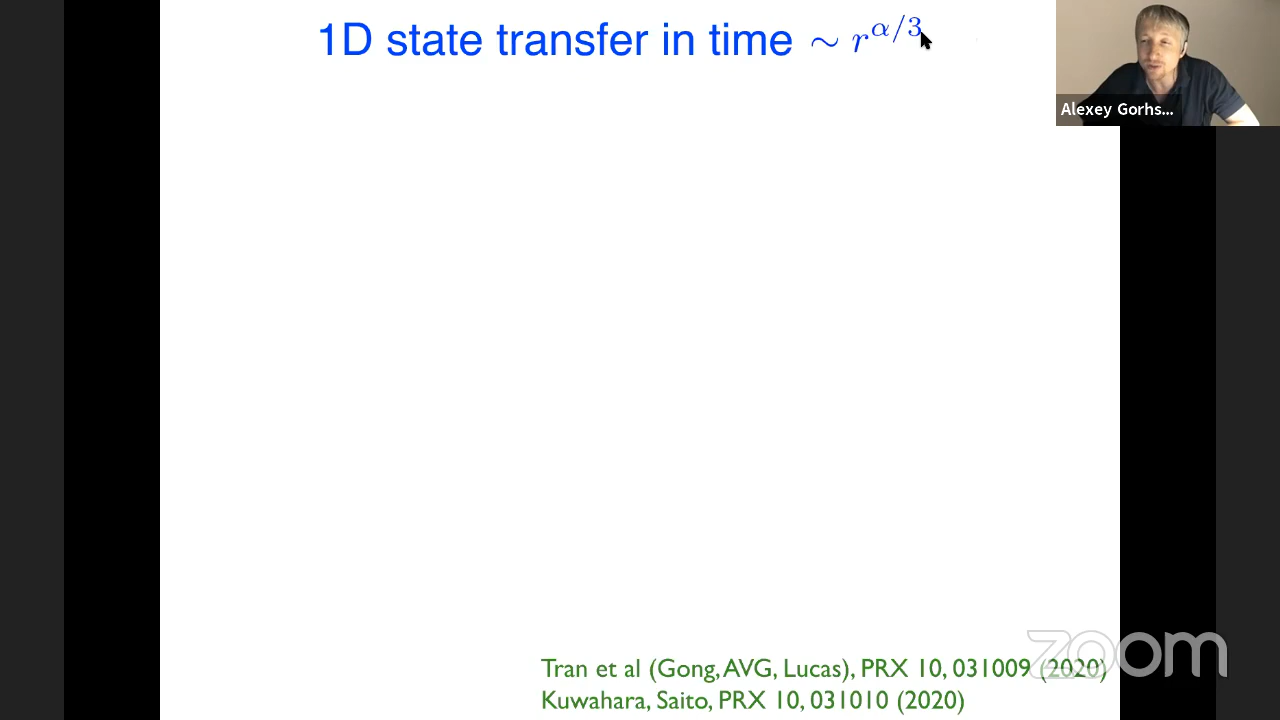 1D state transfer in time ∼ r^{α/3}
Alexey Gorhs...
zoom
Tran et al (Gong, AVG, Lucas), PRX 10, 031009 (2020)
Kuwahara, Saito, PRX 10, 031010 (2020)